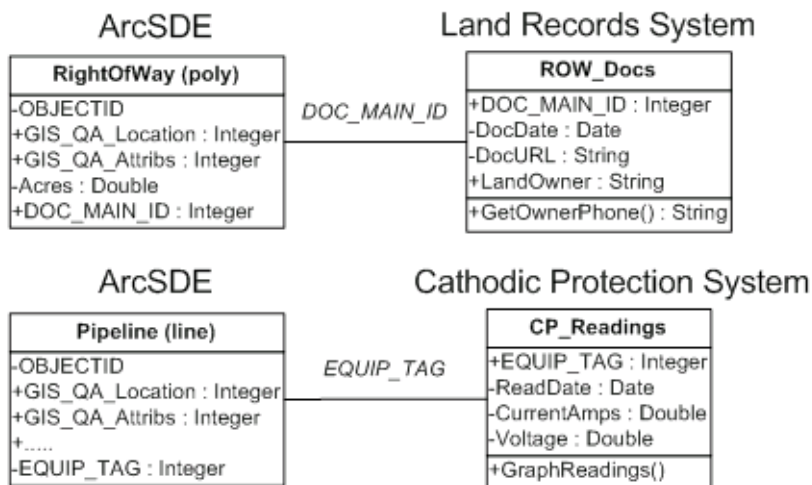 ArcSDE
Land Records System
RightOfWay (poly)
-OBJECTID
+GIS_QA_Location : Integer
+GIS_QA_Attribs : Integer
-Acres : Double
+DOC_MAIN_ID : Integer
DOC_MAIN_ID
ROW_Docs
+DOC_MAIN_ID : Integer
-DocDate : Date
-DocURL : String
+LandOwner : String
+GetOwnerPhone() : String
ArcSDE
Cathodic Protection System
Pipeline (line)
-OBJECTID
+GIS_QA_Location : Integer
+GIS_QA_Attribs : Integer
+.....
-EQUIP_TAG : Integer
EQUIP_TAG
CP_Readings
+EQUIP_TAG : Integer
-ReadDate : Date
-CurrentAmps : Double
-Voltage : Double
+GraphReadings()